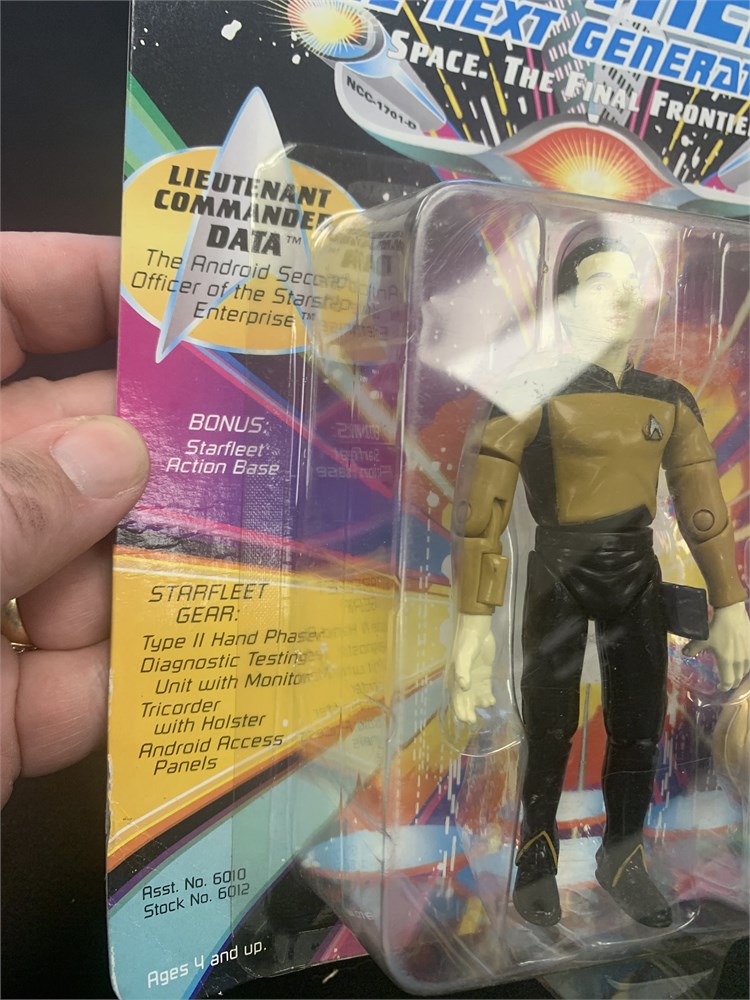 NEXT GENERAT
SPACE. THE FINAL FRONTIE
NCC-1701-D
LIEUTENANT
COMMANDER
DATA™
The Android Second
Officer of the Starship
Enterprise™
BONUS:
Starfleet
Action Base
STARFLEET
GEAR:
Type II Hand Phaser
Diagnostic Testing
Unit with Monitor
Tricorder
with Holster
Android Access
Panels
Asst. No. 6010
Stock No. 6012
Ages 4 and up.